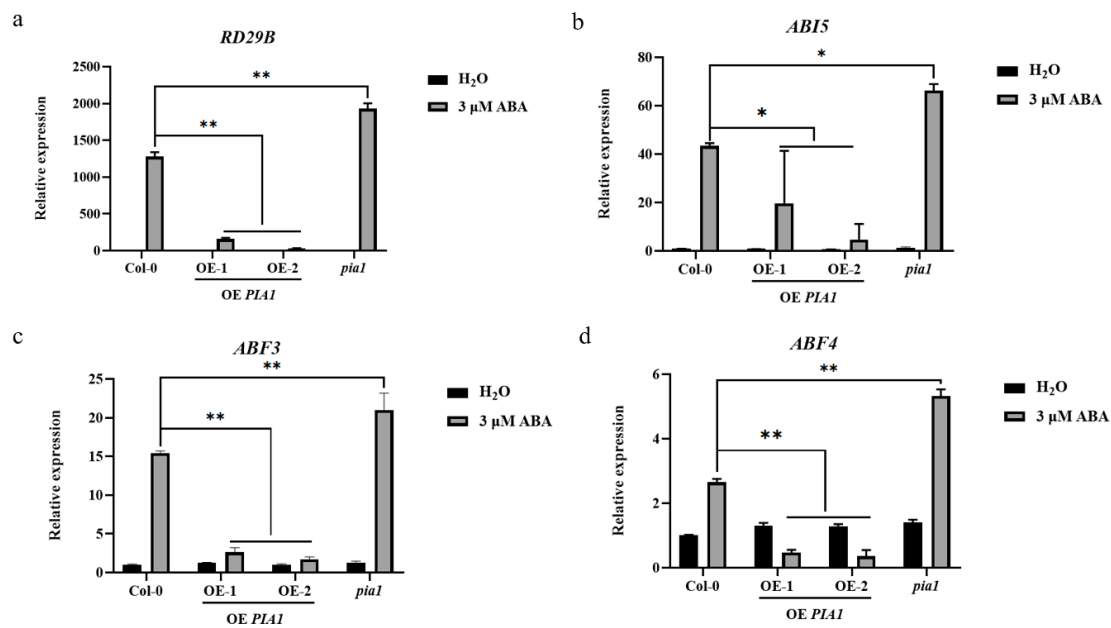 a
RD29B
Relative expression
2500
2000
1500
1000
500
0
**
**
H₂O
3 µM ABA
Col-0 OE-1 OE-2 pia1
OE PIA1
b
ABI5
Relative expression
80
60
40
20
0
*
*
H₂O
3 µM ABA
Col-0 OE-1 OE-2 pia1
OE PIA1
c
ABF3
Relative expression
25
20
15
10
5
0
**
**
H₂O
3 µM ABA
Col-0 OE-1 OE-2 pia1
OE PIA1
d
ABF4
Relative expression
6
4
2
0
**
**
H₂O
3 µM ABA
Col-0 OE-1 OE-2 pia1
OE PIA1